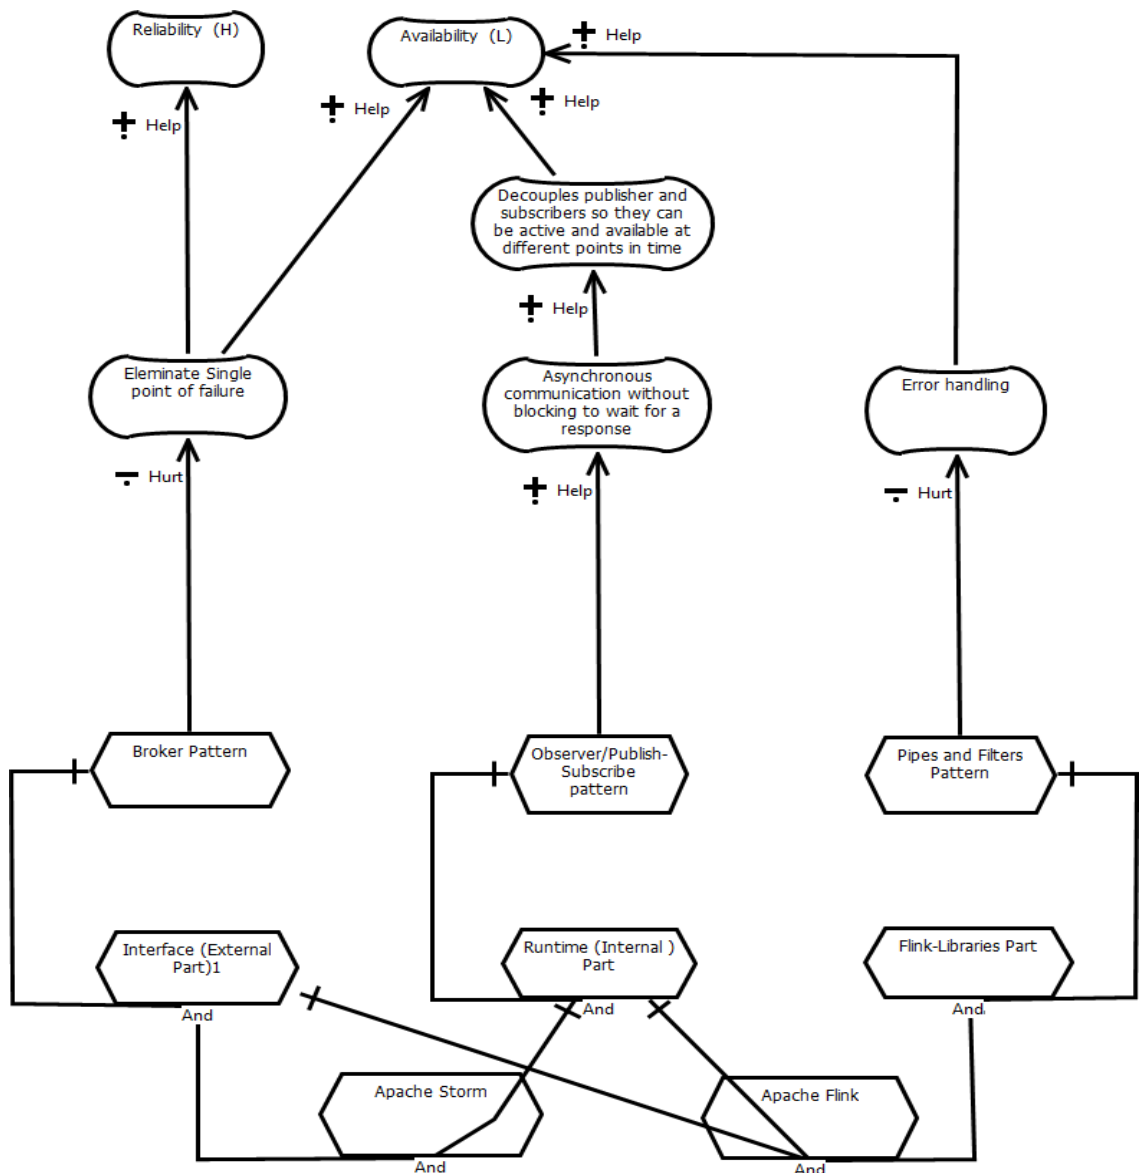 Reliability (H)
Availability (L)
Help
Help
Help
Help
Decouples publisher and
subscribers so they can
be active and available at
different points in time
Help
Eleminate Single
point of failure
Asynchronous
communication without
blocking to wait for a
response
Error handling
Hurt
Help
Hurt
Broker Pattern
Observer/Publish-
Subscribe
pattern
Pipes and Filters
Pattern
Interface (External
Part)1
Runtime (Internal )
Part
Flink-Libraries Part
And
And
And
Apache Storm
Apache Flink
And
And